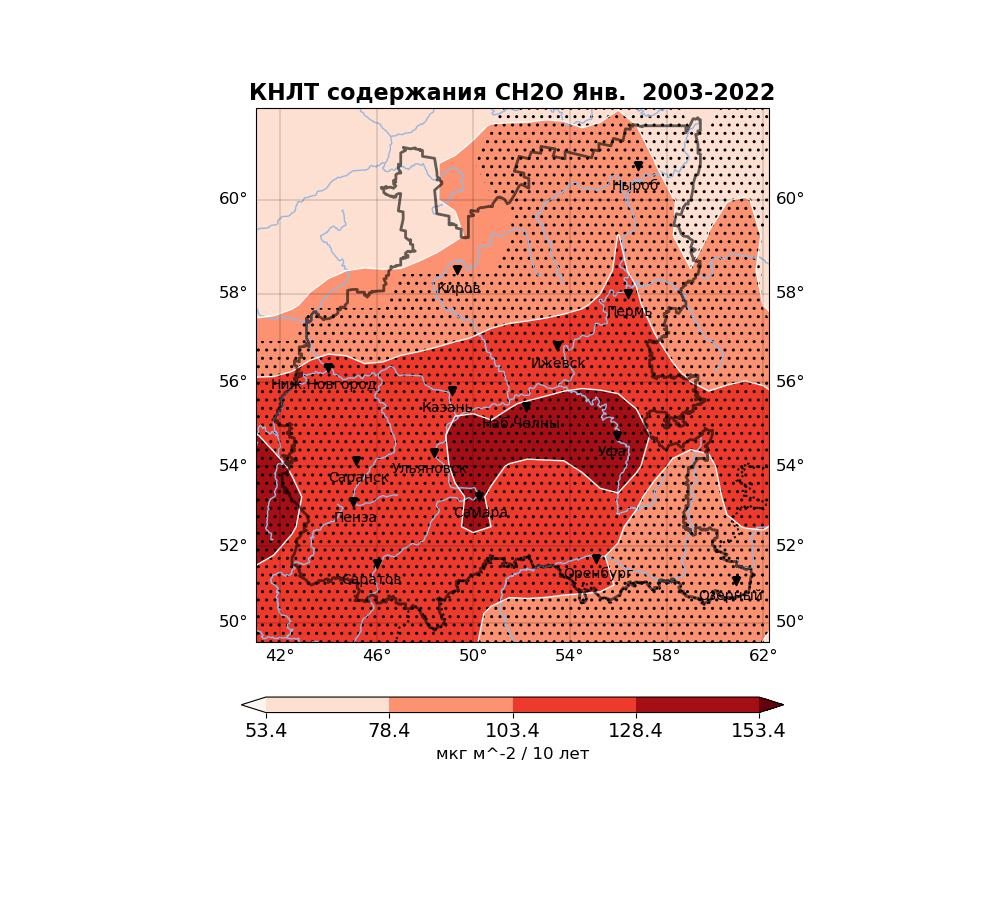 КНЛТ содержания CH2O Янв.  2003-2022
60° 60°
Ныроб
58° Киров 58°
Пермь
Ижевск
56° Ниж.Новгород 56°
Казань
Наб.Челны
Уфа
54° Ульяновск 54°
Саранск
Самара
Пенза
52° 52°
Оренбург
Саратов
Озерный
50° 50°
42° 46° 50° 54° 58° 62°
53.4 78.4 103.4 128.4 153.4
мкг м^-2 / 10 лет